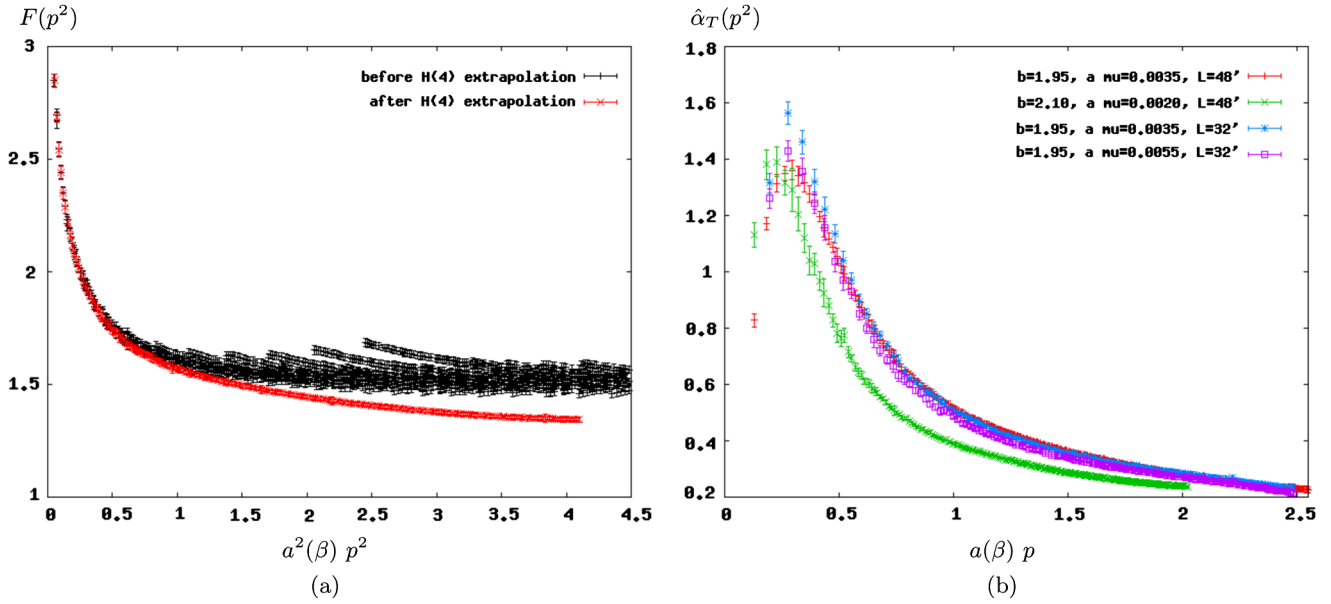 F(p²)
3
2.5
2
1.5
1
before H(4) extrapolation
after H(4) extrapolation
0 0.5 1 1.5 2 2.5 3 3.5 4 4.5
a²(β) p²
(a)
α̂_T(p²)
1.8
1.6
1.4
1.2
1
0.8
0.6
0.4
0.2
b=1.95, a mu=0.0035, L=48'
b=2.10, a mu=0.0020, L=48'
b=1.95, a mu=0.0035, L=32'
b=1.95, a mu=0.0055, L=32'
0 0.5 1 1.5 2 2.5
a(β) p
(b)